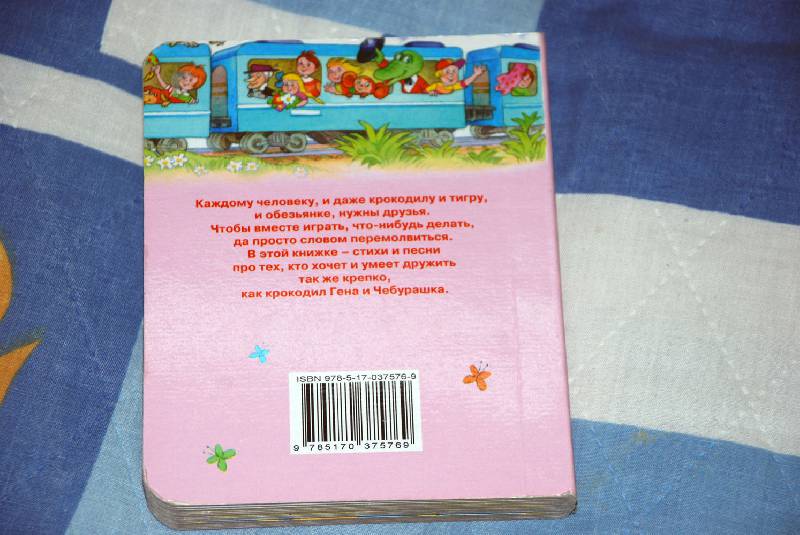 Каждому человеку, и даже крокодилу и тигру,
и обезьянке, нужны друзья.
Чтобы вместе играть, что-нибудь делать,
да просто словом перемолвиться.
В этой книжке – стихи и песни
про тех, кто хочет и умеет дружить
так же крепко,
как крокодил Гена и Чебурашка.
ISBN 978-5-17-037576-9
9 785170 375769